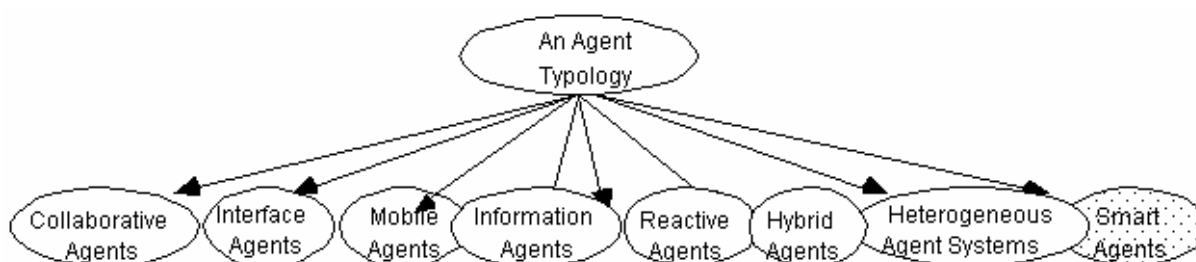 An Agent
Typology
Collaborative
Agents
Interface
Agents
Mobile
Agents
Information
Agents
Reactive
Agents
Hybrid
Agents
Heterogeneous
Agent Systems
Smart
Agents